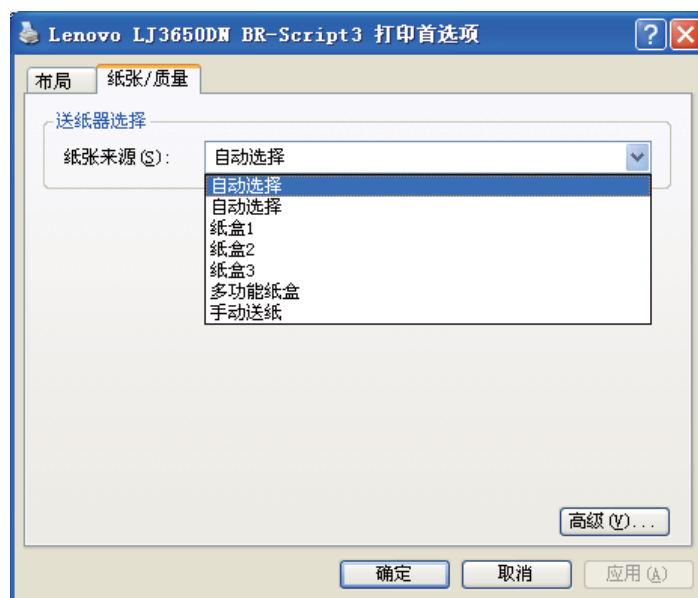 Lenovo LJ3650DN BR-Script3 打印首选项
布局 纸张/质量
送纸器选择
纸张来源(S): 自动选择
自动选择
自动选择
纸盒1
纸盒2
纸盒3
多功能纸盒
手动送纸
高级(V)...
确定 取消 应用(A)